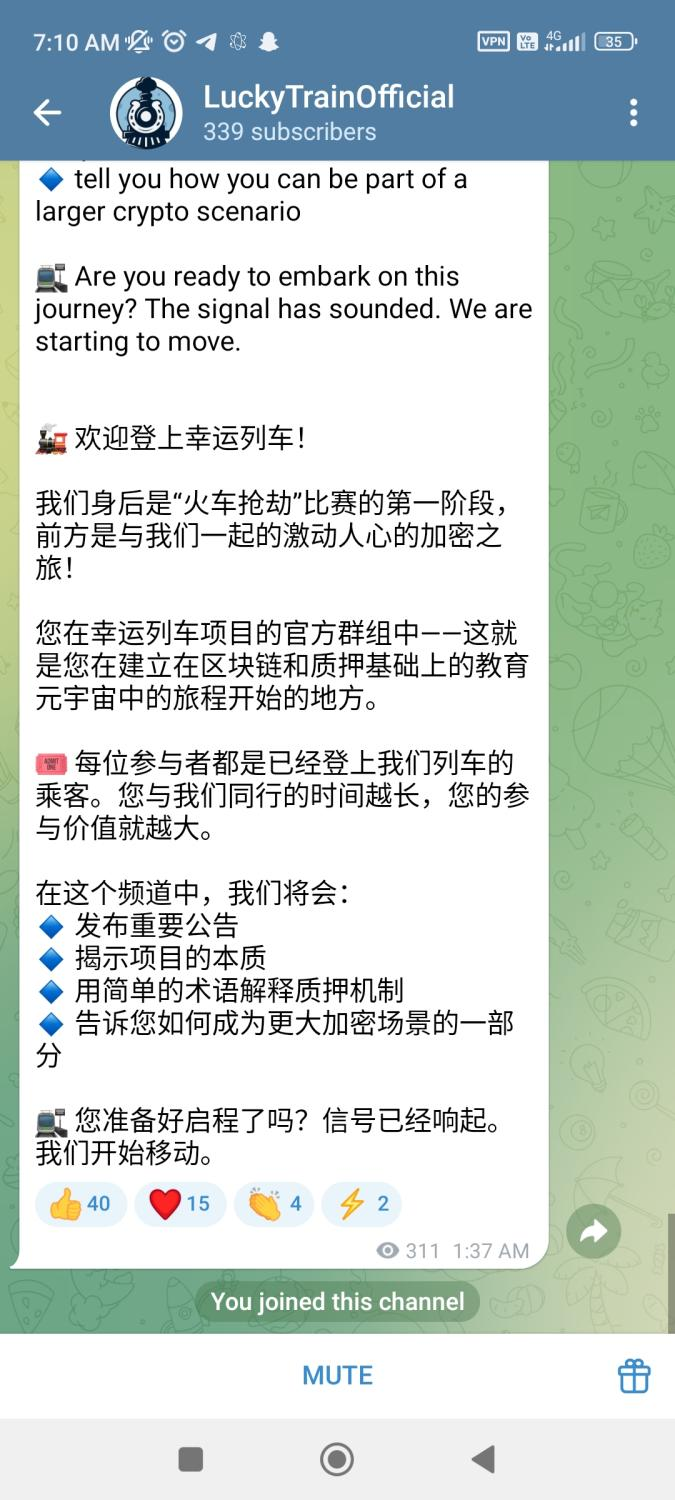 7:10 AM
VPN
Vo LTE
4G
35
LuckyTrainOfficial
339 subscribers
🔹 tell you how you can be part of a
larger crypto scenario
🚉 Are you ready to embark on this
journey? The signal has sounded. We are
starting to move.
🚂 欢迎登上幸运列车！
我们身后是“火车抢劫”比赛的第一阶段，
前方是与我们一起的激动人心的加密之
旅！
您在幸运列车项目的官方群组中——这就
是您在建立在区块链和质押基础上的教育
元宇宙中的旅程开始的地方。
🎟 每位参与者都是已经登上我们列车的
乘客。您与我们同行的时间越长，您的参
与价值就越大。
在这个频道中，我们将会：
🔹 发布重要公告
🔹 揭示项目的本质
🔹 用简单的术语解释质押机制
🔹 告诉您如何成为更大加密场景的一部
分
🚉 您准备好启程了吗？信号已经响起。
我们开始移动。
👍 40 ❤️ 15 👏 4 ⚡ 2
311 1:37 AM
You joined this channel
MUTE